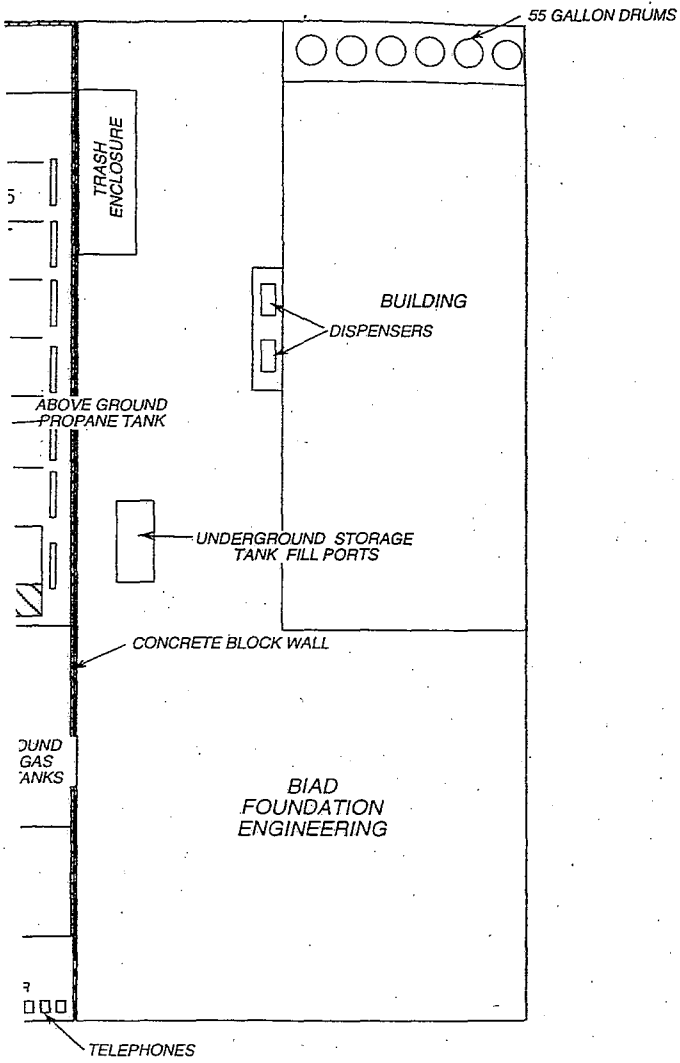 55 GALLON DRUMS
TRASH
ENCLOSURE
BUILDING
DISPENSERS
ABOVE GROUND
PROPANE TANK
UNDERGROUND STORAGE
TANK FILL PORTS
CONCRETE BLOCK WALL
GAS
BIAD
FOUNDATION
ENGINEERING
TELEPHONES